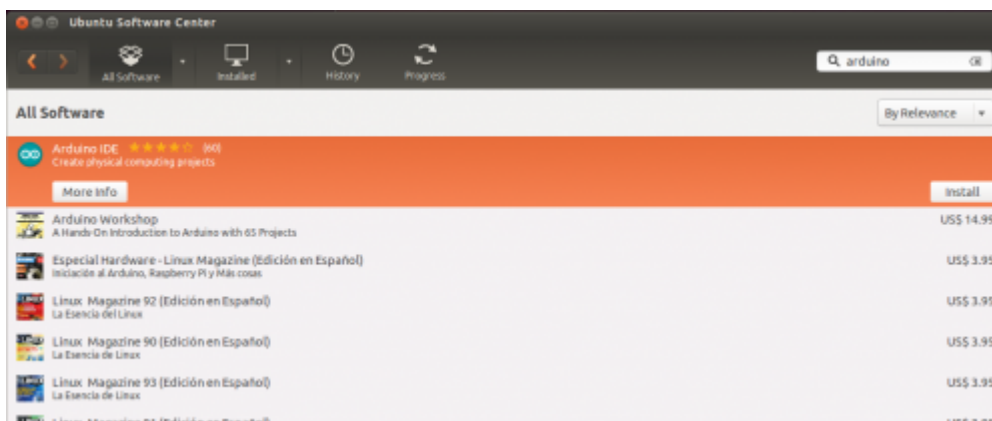 Ubuntu Software Center
All Software
Installed
History
Progress
arduino
All Software
By Relevance
Arduino IDE (60)
Create physical computing projects
More Info
Install
Arduino Workshop
US$ 14.99
A Hands-On Introduction to Arduino with 65 Projects
Especial Hardware - Linux Magazine (Edición en Español)
US$ 3.95
Iniciación al Arduino, Raspberry Pi y Más cosas
Linux Magazine 92 (Edición en Español)
US$ 3.95
La Esencia del Linux
Linux Magazine 90 (Edición en Español)
US$ 3.95
La Esencia de Linux
Linux Magazine 93 (Edición en Español)
US$ 3.95
La Esencia de Linux